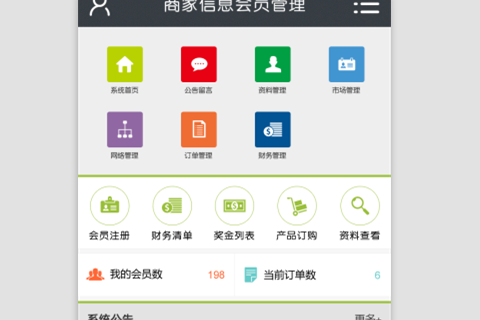 商家信息会员管理
系统首页 公告留言 资料管理 市场管理
网络管理 订单管理 财务管理
会员注册 财务清单 奖金列表 产品订购 资料查看
我的会员数 198 当前订单数 6
系统公告 更多+